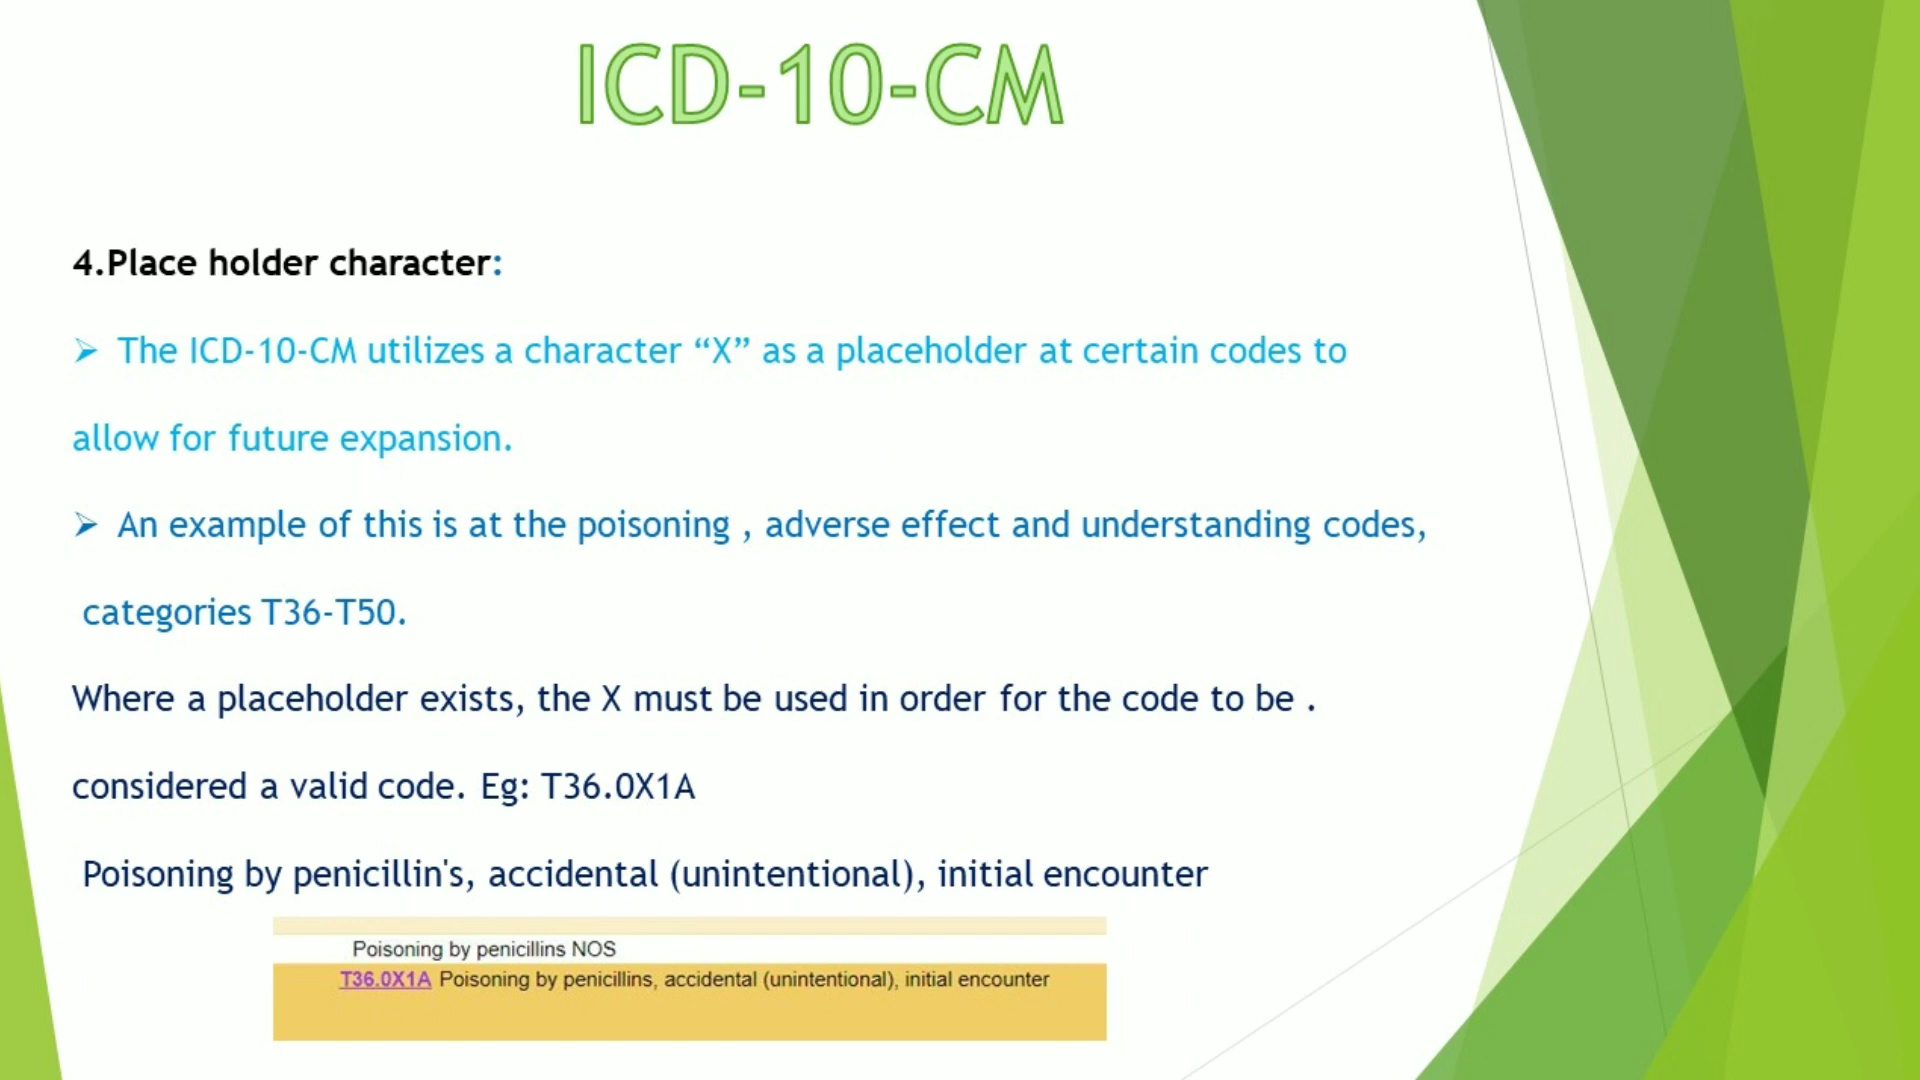 ICD-10-CM
4.Place holder character:
➢ The ICD-10-CM utilizes a character “X” as a placeholder at certain codes to
allow for future expansion.
➢ An example of this is at the poisoning , adverse effect and understanding codes,
categories T36-T50.
Where a placeholder exists, the X must be used in order for the code to be .
considered a valid code. Eg: T36.0X1A
Poisoning by penicillin's, accidental (unintentional), initial encounter
Poisoning by penicillins NOS
T36.0X1A Poisoning by penicillins, accidental (unintentional), initial encounter